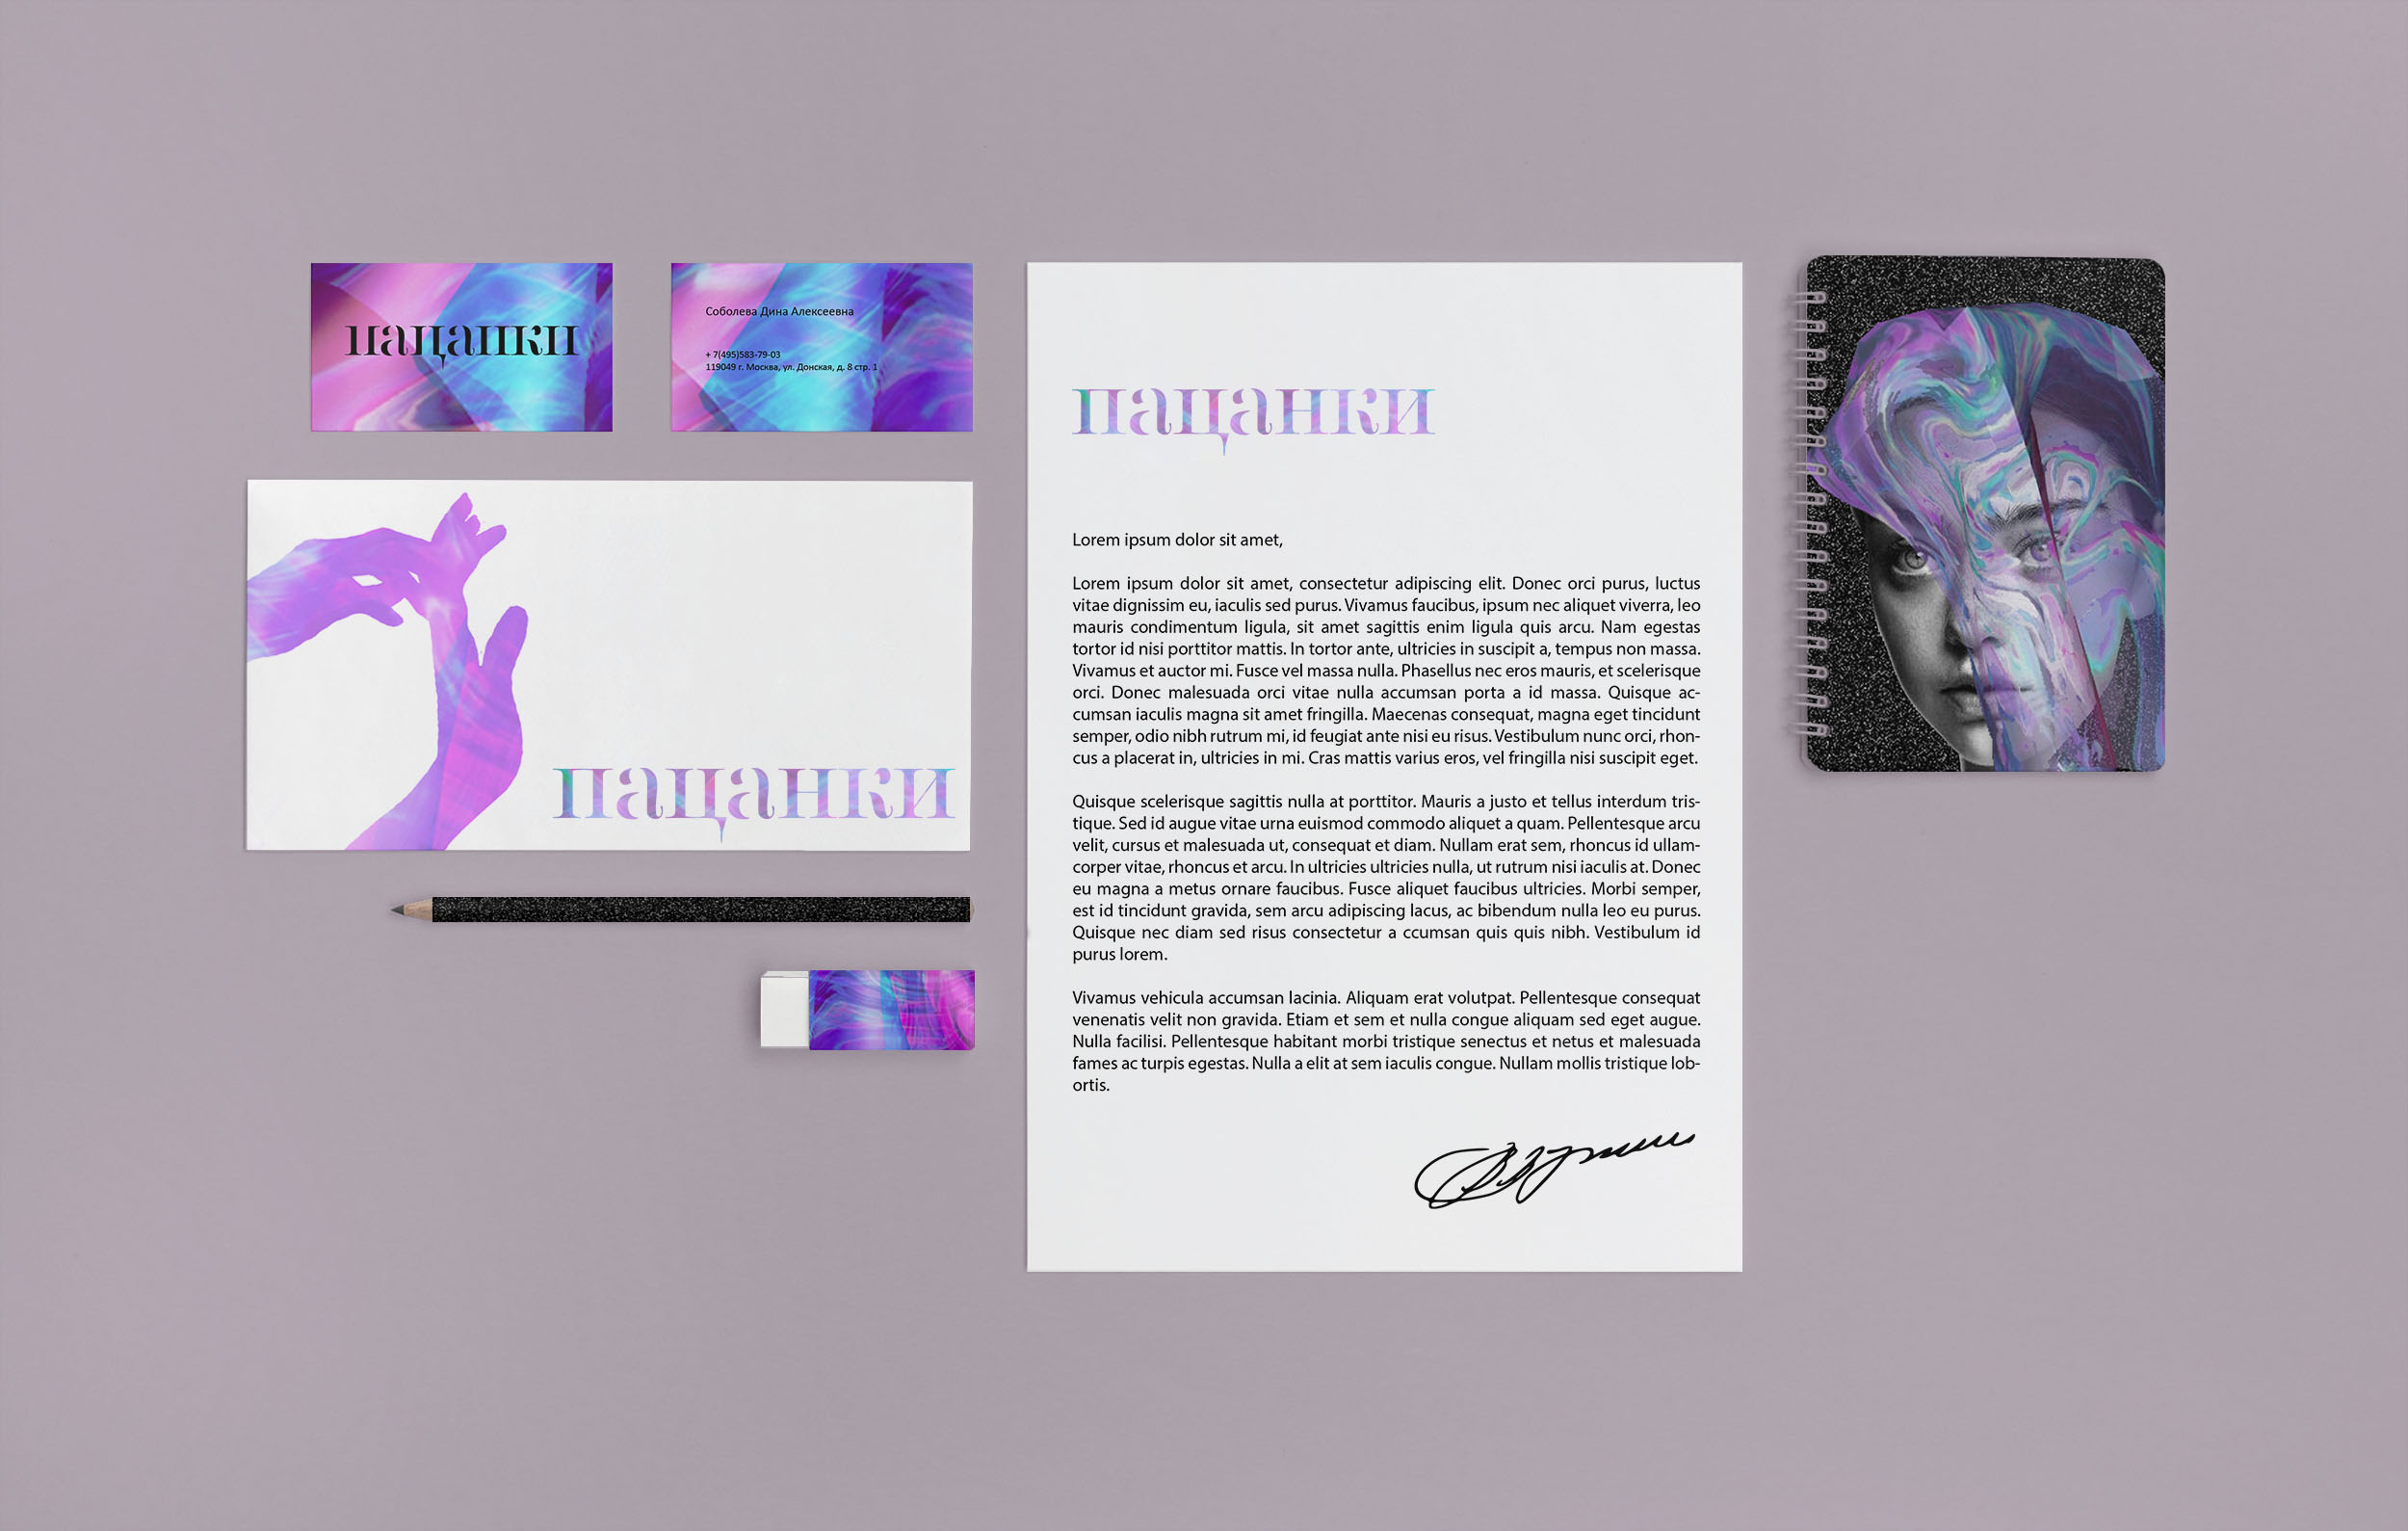 пацанки
Соболева Дина Алексеевна
+ 7(495)583-79-03
119049 г. Москва, ул. Донская, д. 8 стр. 1
пацанки
пацанки
Lorem ipsum dolor sit amet,
Lorem ipsum dolor sit amet, consectetur adipiscing elit. Donec orci purus, luctus
vitae dignissim eu, iaculis sed purus. Vivamus faucibus, ipsum nec aliquet viverra, leo
mauris condimentum ligula, sit amet sagittis enim ligula quis arcu. Nam egestas
tortor id nisi porttitor mattis. In tortor ante, ultricies in suscipit a, tempus non massa.
Vivamus et auctor mi. Fusce vel massa nulla. Phasellus nec eros mauris, et scelerisque
orci. Donec malesuada orci vitae nulla accumsan porta a id massa. Quisque ac-
cumsan iaculis magna sit amet fringilla. Maecenas consequat, magna eget tincidunt
semper, odio nibh rutrum mi, id feugiat ante nisi eu risus. Vestibulum nunc orci, rhon-
cus a placerat in, ultricies in mi. Cras mattis varius eros, vel fringilla nisi suscipit eget.
Quisque scelerisque sagittis nulla at porttitor. Mauris a justo et tellus interdum tris-
tique. Sed id augue vitae urna euismod commodo aliquet a quam. Pellentesque arcu
velit, cursus et malesuada ut, consequat et diam. Nullam erat sem, rhoncus id ullam-
corper vitae, rhoncus et arcu. In ultricies ultricies nulla, ut rutrum nisi iaculis at. Donec
eu magna a metus ornare faucibus. Fusce aliquet faucibus ultricies. Morbi semper,
est id tincidunt gravida, sem arcu adipiscing lacus, ac bibendum nulla leo eu purus.
Quisque nec diam sed risus consectetur a ccumsan quis quis nibh. Vestibulum id
purus lorem.
Vivamus vehicula accumsan lacinia. Aliquam erat volutpat. Pellentesque consequat
venenatis velit non gravida. Etiam et sem et nulla congue aliquam sed eget augue.
Nulla facilisi. Pellentesque habitant morbi tristique senectus et netus et malesuada
fames ac turpis egestas. Nulla a elit at sem iaculis congue. Nullam mollis tristique lob-
ortis.